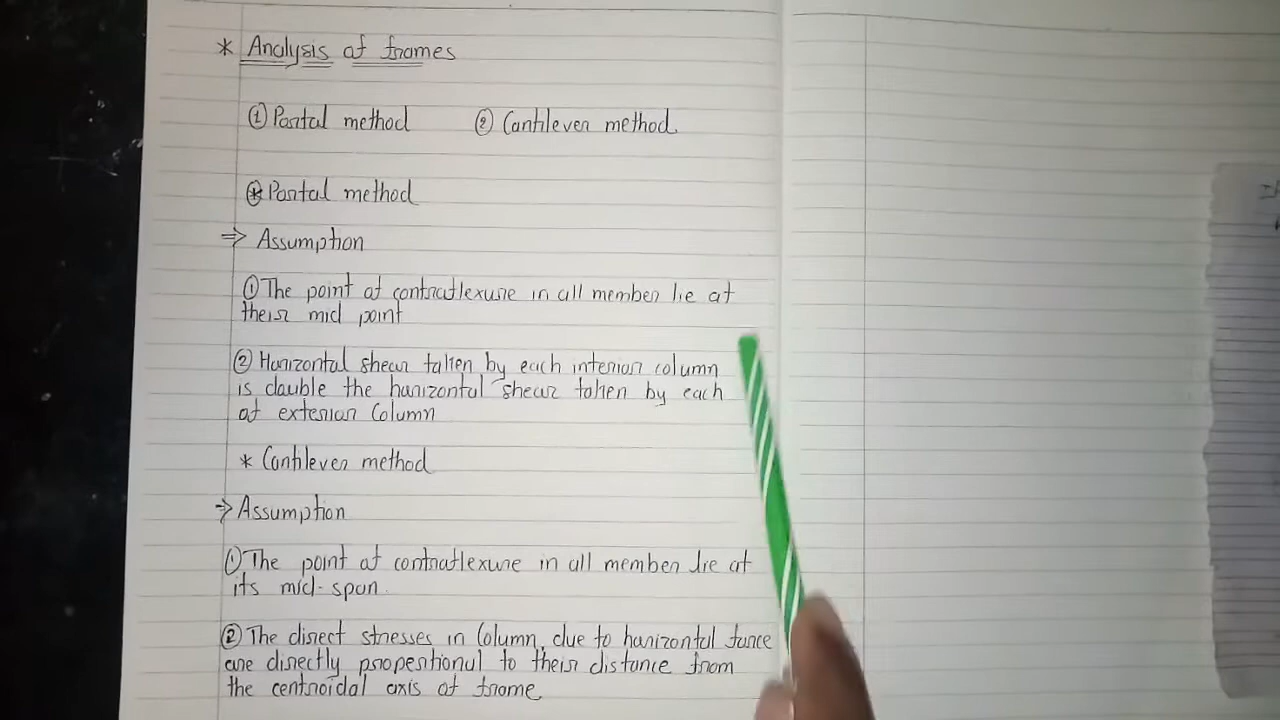 * Analysis of frames
① Portal method ② Cantilever method
⊛ Portal method
⇒ Assumption
① The point of contraflexure in all member lie at
their mid point
② Horizontal shear taken by each interior column
is double the horizontal shear taken by each
of exterior Column
* Cantilever method
⇒ Assumption
① The point of contraflexure in all member lie at
its mid-span
② The direct stresses in Column, due to horizontal force
are directly propertional to their distance from
the centroidal axis of frame